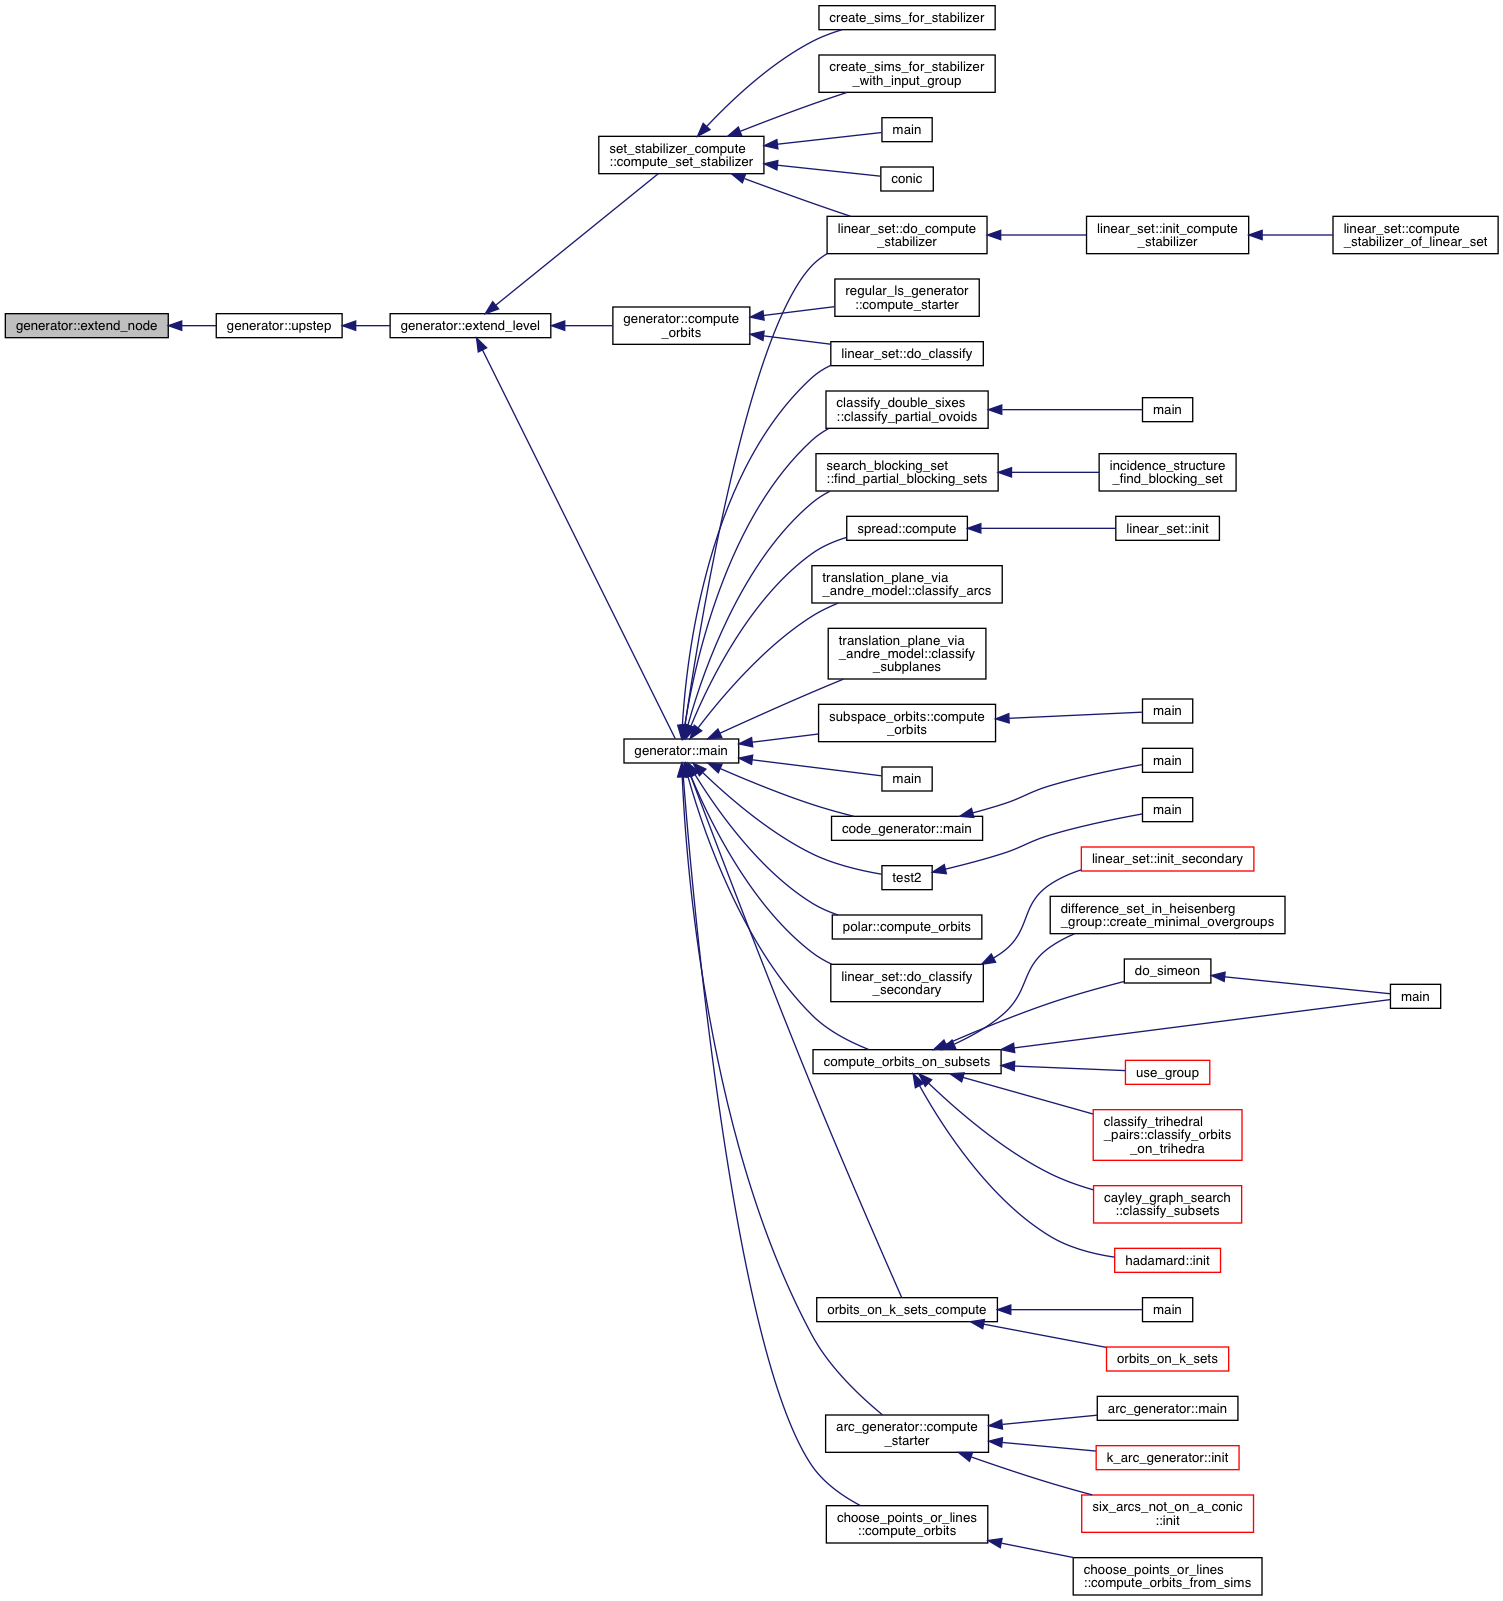 create_sims_for_stabilizer
create_sims_for_stabilizer
_with_input_group
main
set_stabilizer_compute
::compute_set_stabilizer
conic
linear_set::do_compute
_stabilizer
linear_set::init_compute
_stabilizer
linear_set::compute
_stabilizer_of_linear_set
regular_ls_generator
::compute_starter
generator::extend_node
generator::upstep
generator::extend_level
generator::compute
_orbits
linear_set::do_classify
classify_double_sixes
::classify_partial_ovoids
main
search_blocking_set
::find_partial_blocking_sets
incidence_structure
_find_blocking_set
spread::compute
linear_set::init
translation_plane_via
_andre_model::classify_arcs
translation_plane_via
_andre_model::classify
_subplanes
subspace_orbits::compute
_orbits
main
generator::main
main
main
code_generator::main
main
test2
linear_set::init_secondary
polar::compute_orbits
difference_set_in_heisenberg
_group::create_minimal_overgroups
linear_set::do_classify
_secondary
do_simeon
main
compute_orbits_on_subsets
use_group
classify_trihedral
_pairs::classify_orbits
_on_trihedra
cayley_graph_search
::classify_subsets
hadamard::init
orbits_on_k_sets_compute
main
orbits_on_k_sets
arc_generator::compute
_starter
arc_generator::main
k_arc_generator::init
six_arcs_not_on_a_conic
::init
choose_points_or_lines
::compute_orbits
choose_points_or_lines
::compute_orbits_from_sims